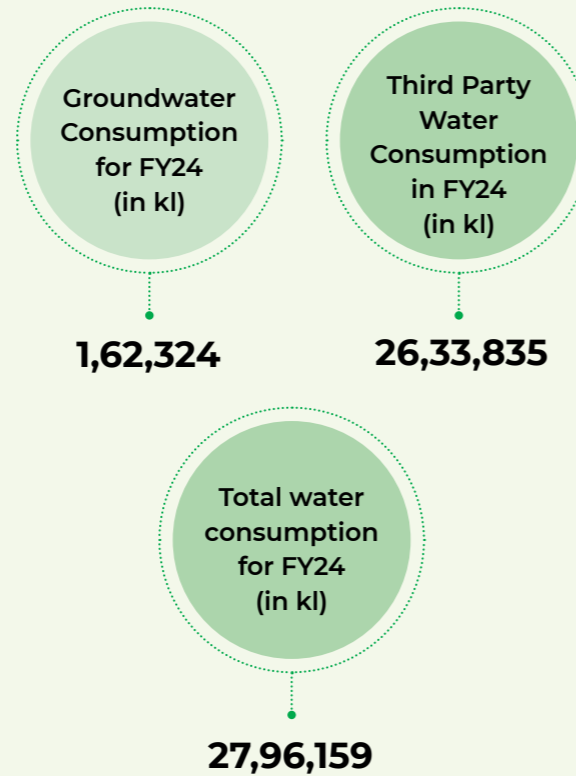 Groundwater
Consumption
for FY24
(in kl)
1,62,324
Third Party
Water
Consumption
in FY24
(in kl)
26,33,835
Total water
consumption
for FY24
(in kl)
27,96,159